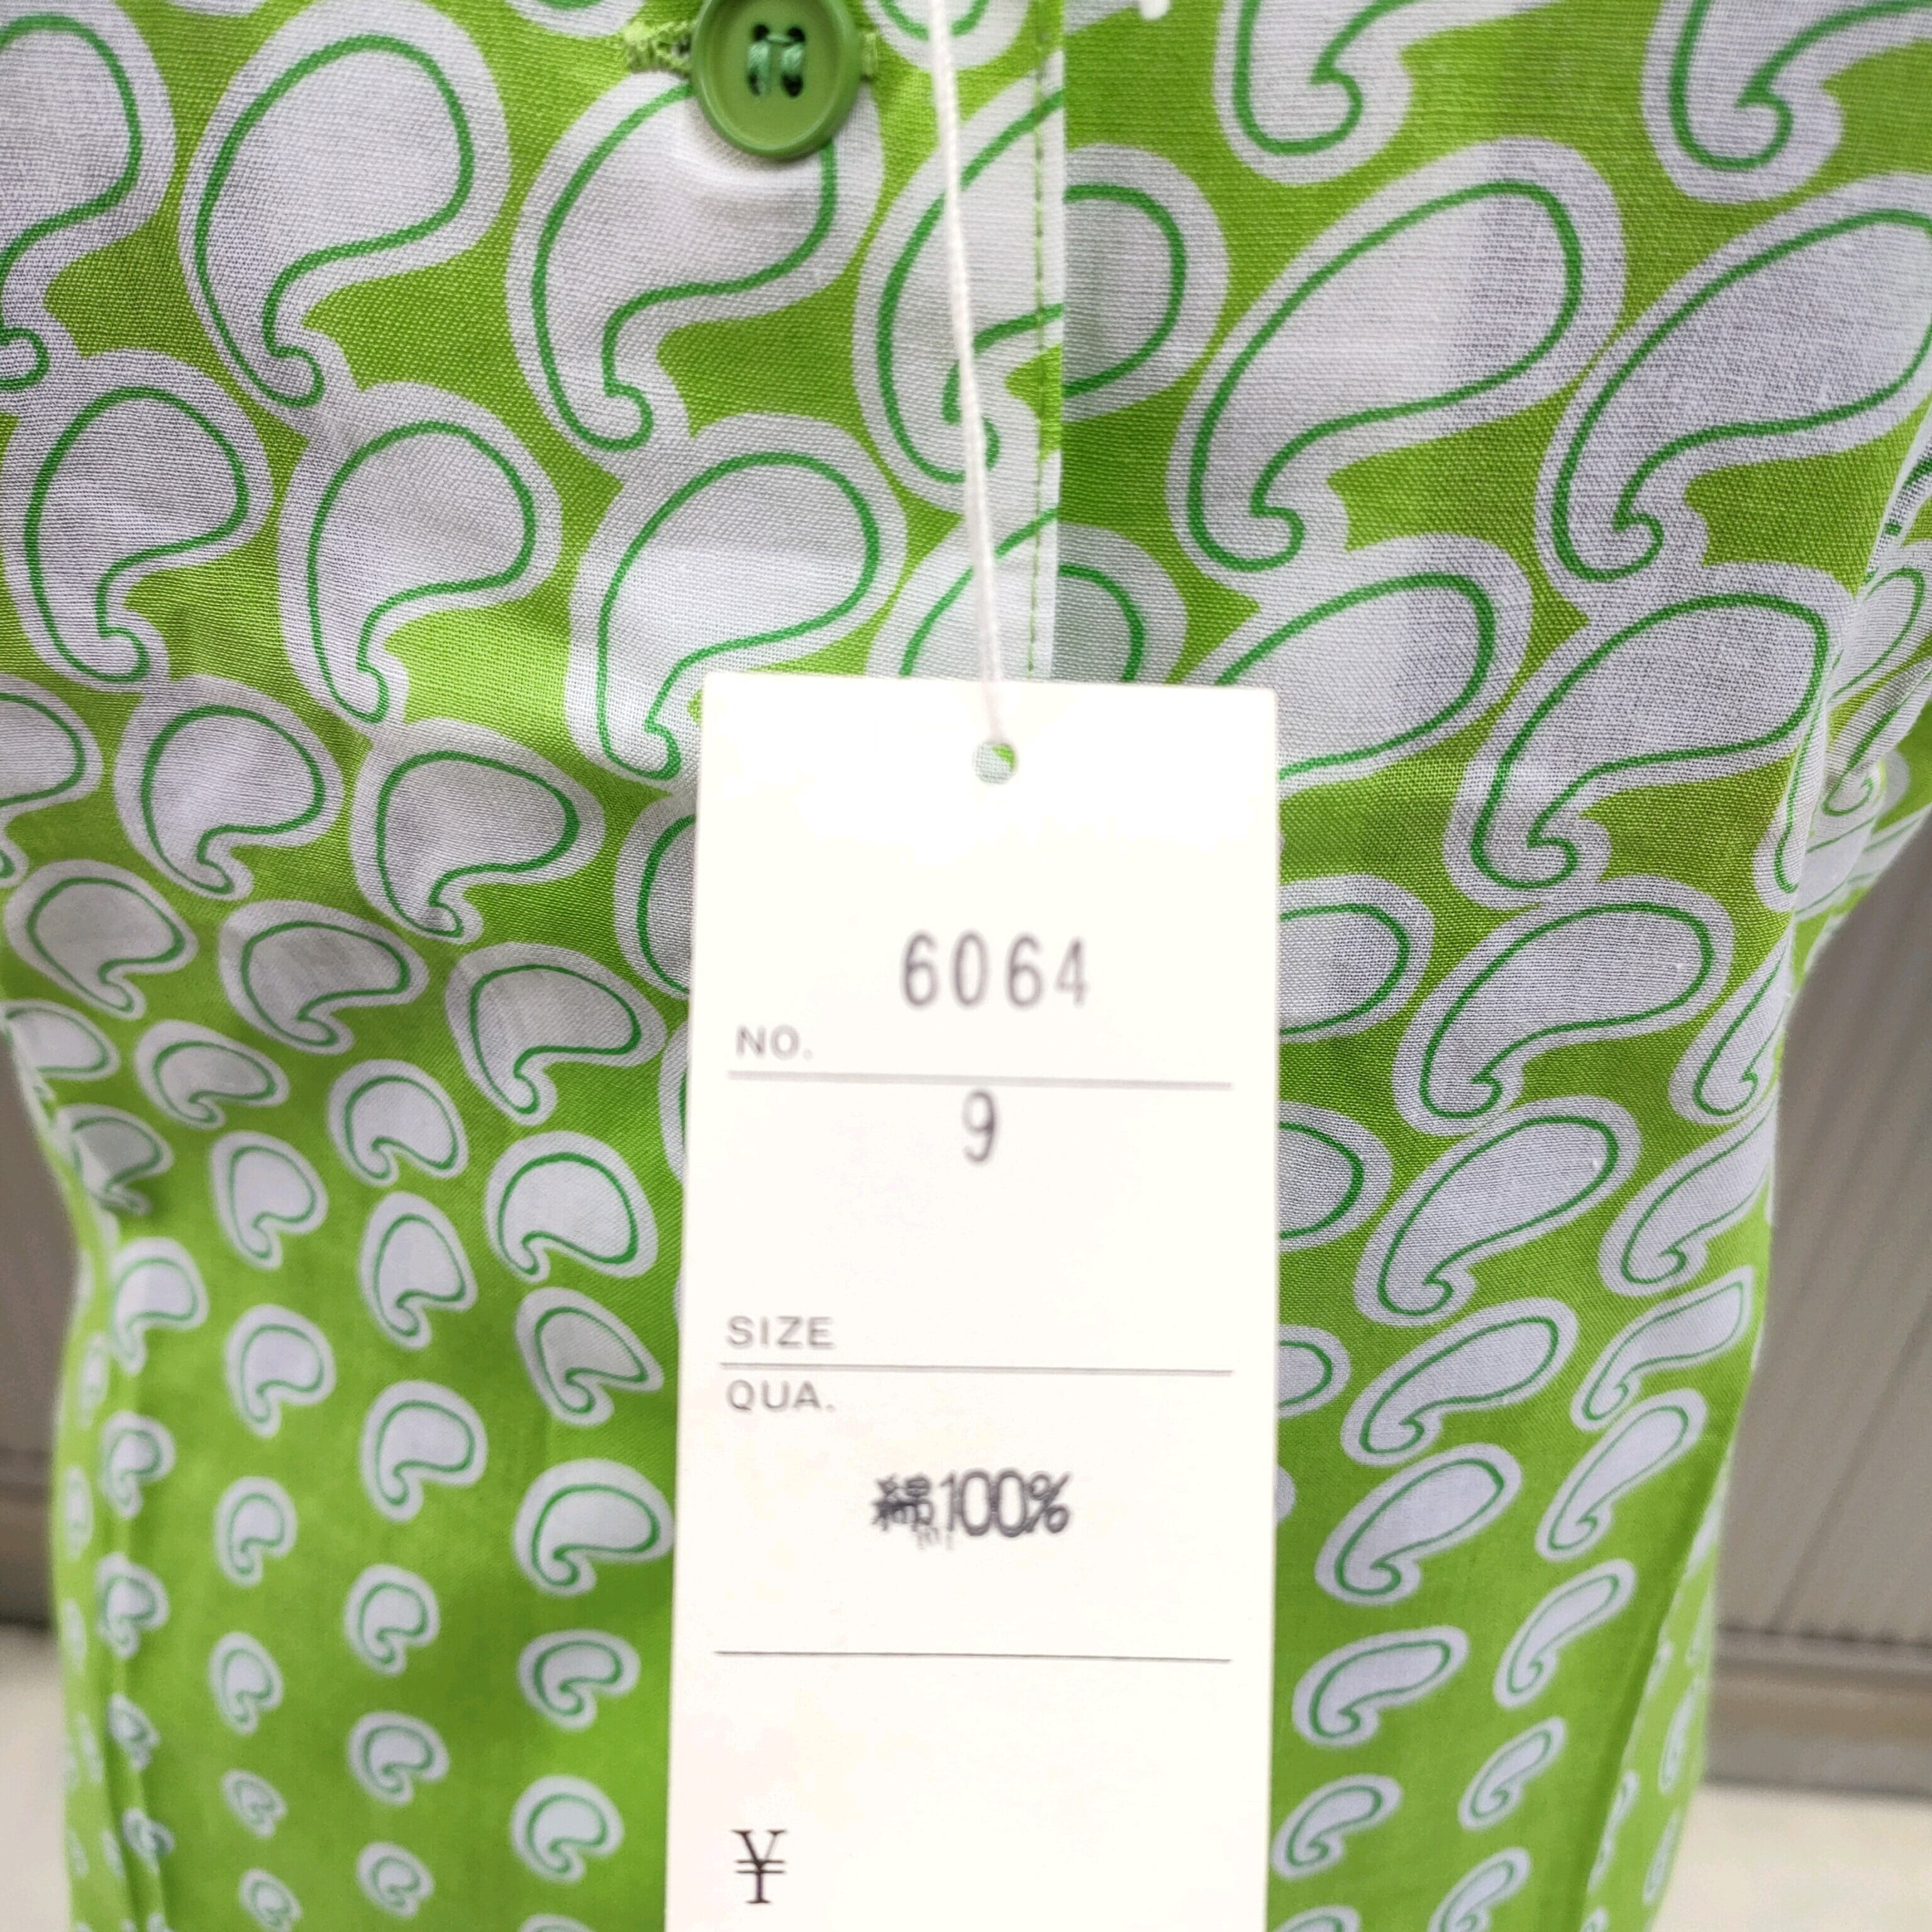 6064
NO.
9
SIZE
QUA.
綿100%
¥